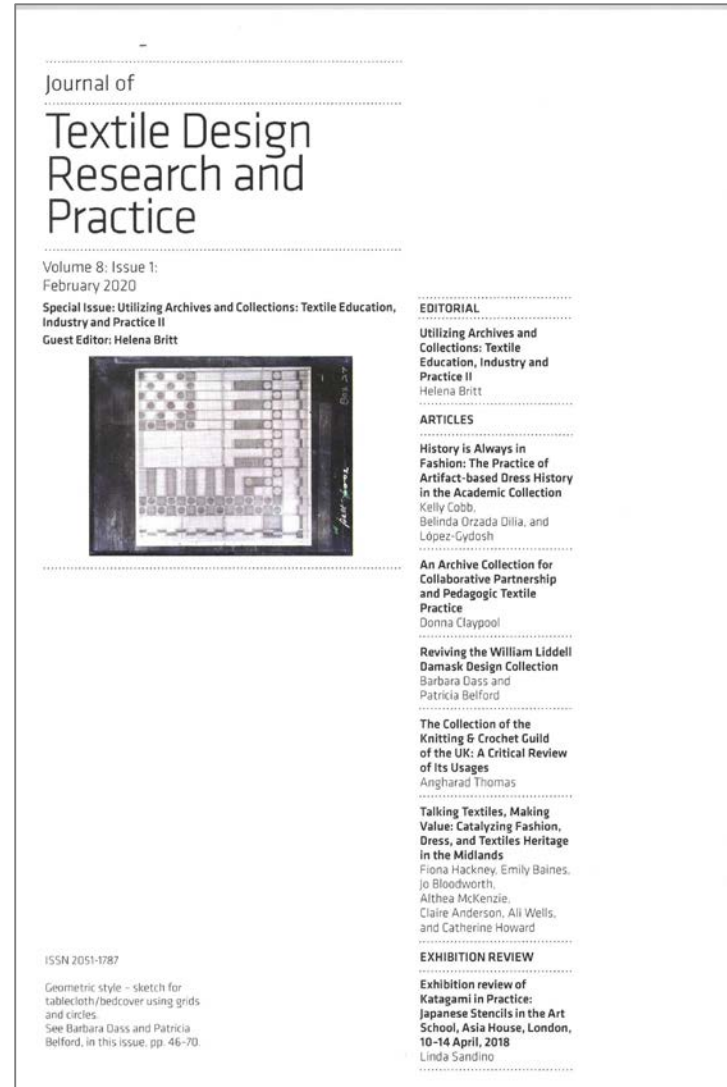 Journal of
Textile Design
Research and
Practice
Volume 8: Issue 1:
February 2020
Special Issue: Utilizing Archives and Collections: Textile Education,
Industry and Practice II
Guest Editor: Helena Britt
Box 27
ISSN 2051-1787
Geometric style – sketch for
tablecloth/bedcover using grids
and circles.
See Barbara Dass and Patricia
Belford, in this issue, pp. 46-70.
EDITORIAL
Utilizing Archives and
Collections: Textile
Education, Industry and
Practice II
Helena Britt
ARTICLES
History is Always in
Fashion: The Practice of
Artifact-based Dress History
in the Academic Collection
Kelly Cobb,
Belinda Orzada Dilia, and
López-Gydosh
An Archive Collection for
Collaborative Partnership
and Pedagogic Textile
Practice
Donna Claypool
Reviving the William Liddell
Damask Design Collection
Barbara Dass and
Patricia Belford
The Collection of the
Knitting & Crochet Guild
of the UK: A Critical Review
of Its Usages
Angharad Thomas
Talking Textiles, Making
Value: Catalyzing Fashion,
Dress, and Textiles Heritage
in the Midlands
Fiona Hackney, Emily Baines,
Jo Bloodworth,
Althea McKenzie,
Claire Anderson, Ali Wells,
and Catherine Howard
EXHIBITION REVIEW
Exhibition review of
Katagami in Practice:
Japanese Stencils in the Art
School, Asia House, London,
10-14 April, 2018
Linda Sandino